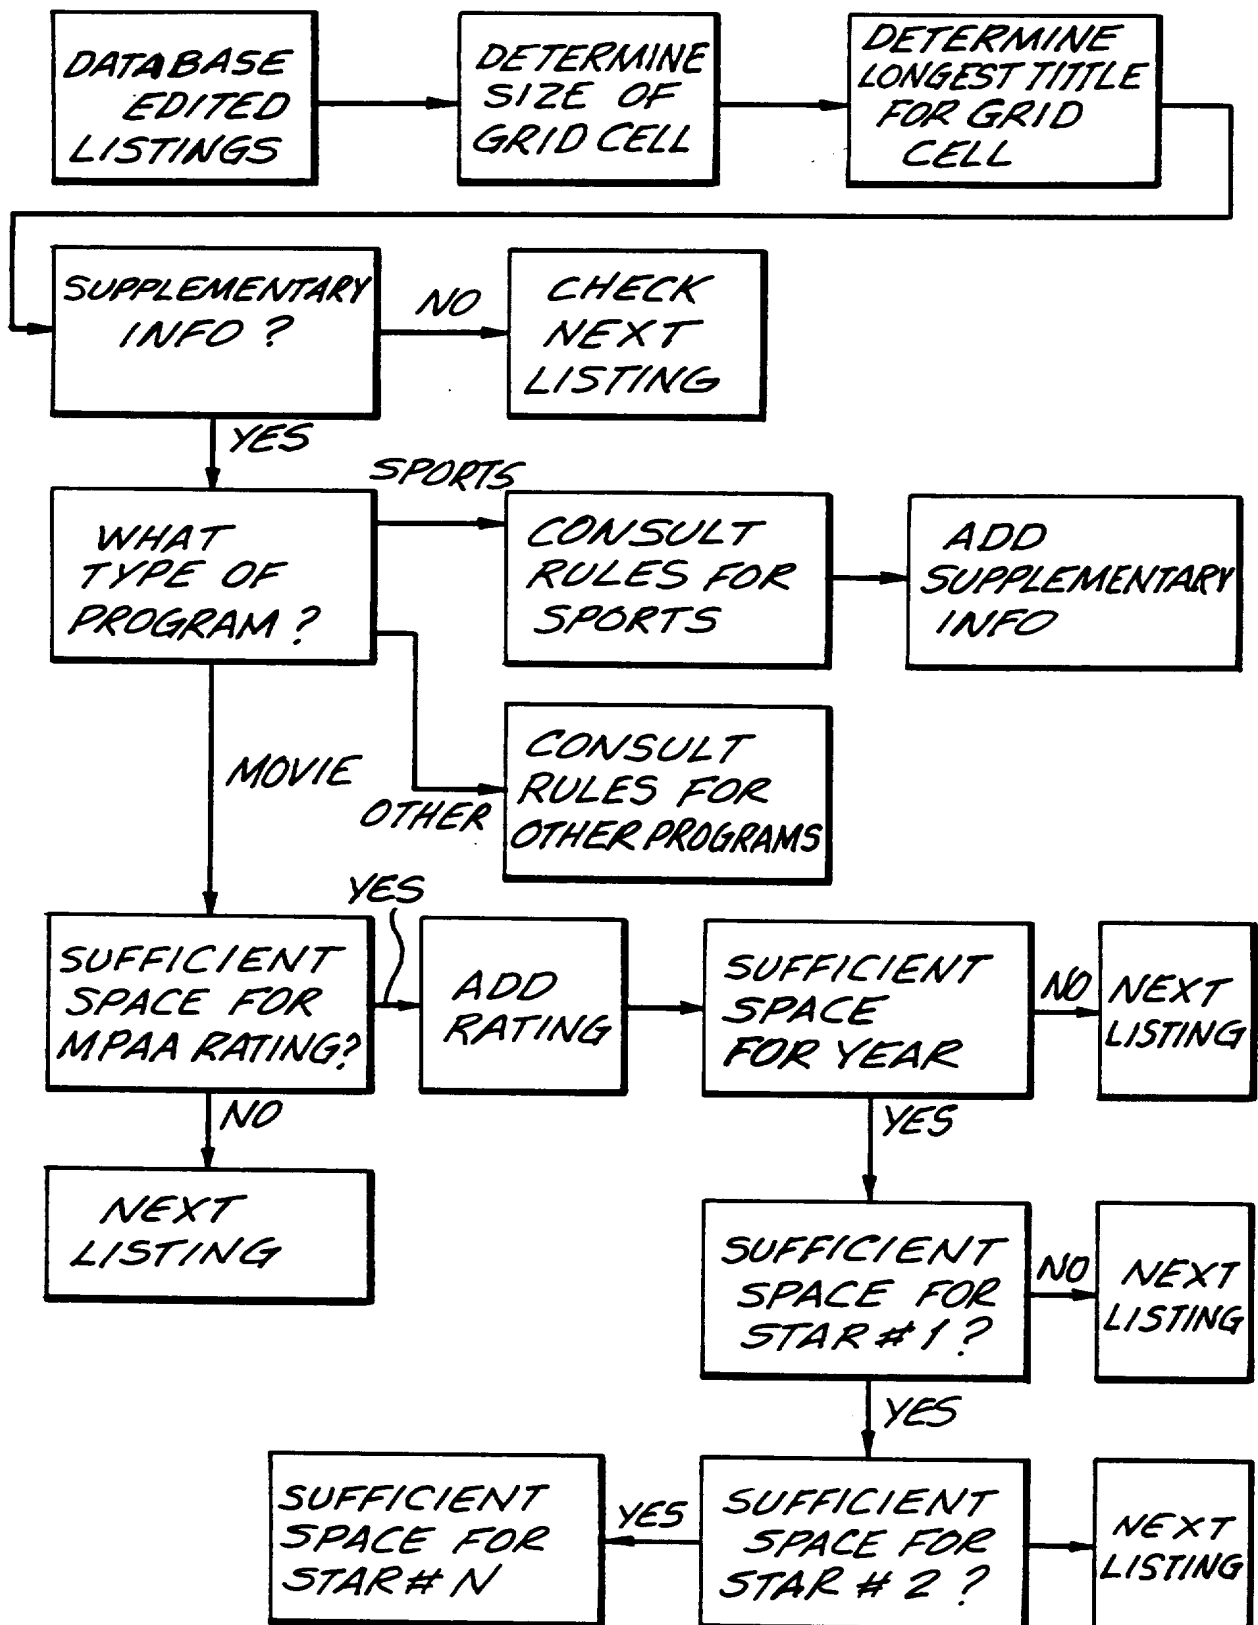 DATABASE
EDITED
LISTINGS
DETERMINE
SIZE OF
GRID CELL
DETERMINE
LONGEST TITTLE
FOR GRID
CELL
SUPPLEMENTARY
INFO?
NO
CHECK
NEXT
LISTING
YES
SPORTS
WHAT
TYPE OF
PROGRAM?
CONSULT
RULES FOR
SPORTS
ADD
SUPPLEMENTARY
INFO
MOVIE
OTHER
CONSULT
RULES FOR
OTHER PROGRAMS
YES
SUFFICIENT
SPACE FOR
MPAA RATING?
ADD
RATING
SUFFICIENT
SPACE
FOR YEAR
NO
NEXT
LISTING
NO
YES
NEXT
LISTING
SUFFICIENT
SPACE FOR
STAR #1?
NO
NEXT
LISTING
YES
SUFFICIENT
SPACE FOR
STAR # N
YES
SUFFICIENT
SPACE FOR
STAR # 2?
NEXT
LISTING